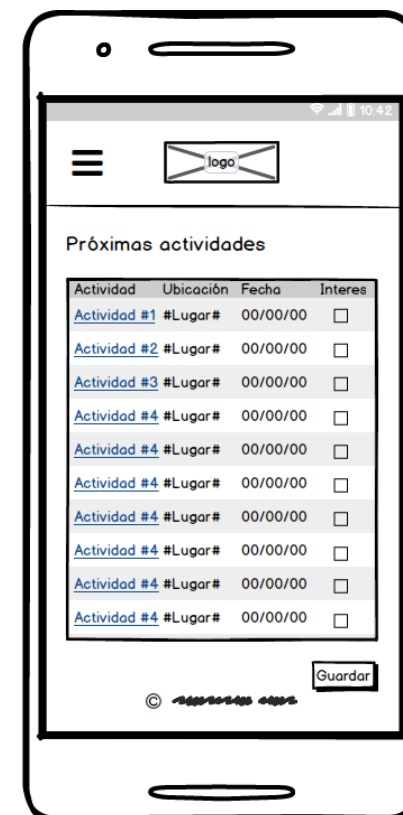 10:42
logo
Próximas actividades
Actividad Ubicación Fecha Interes
Actividad #1 #Lugar# 00/00/00
Actividad #2 #Lugar# 00/00/00
Actividad #3 #Lugar# 00/00/00
Actividad #4 #Lugar# 00/00/00
Actividad #4 #Lugar# 00/00/00
Actividad #4 #Lugar# 00/00/00
Actividad #4 #Lugar# 00/00/00
Actividad #4 #Lugar# 00/00/00
Actividad #4 #Lugar# 00/00/00
Actividad #4 #Lugar# 00/00/00
Guardar
©